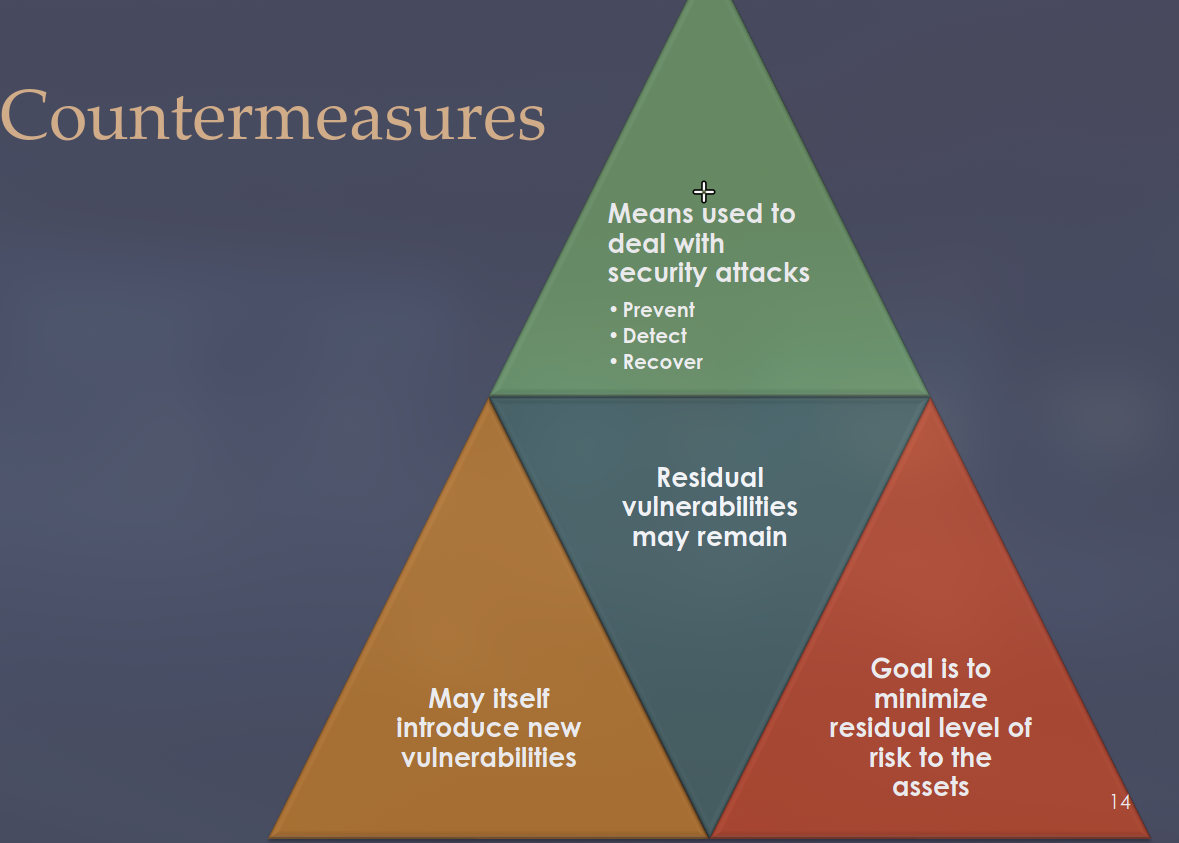 Countermeasures
Means used to
deal with
security attacks
• Prevent
• Detect
• Recover
Residual
vulnerabilities
may remain
May itself
introduce new
vulnerabilities
Goal is to
minimize
residual level of
risk to the
assets
14